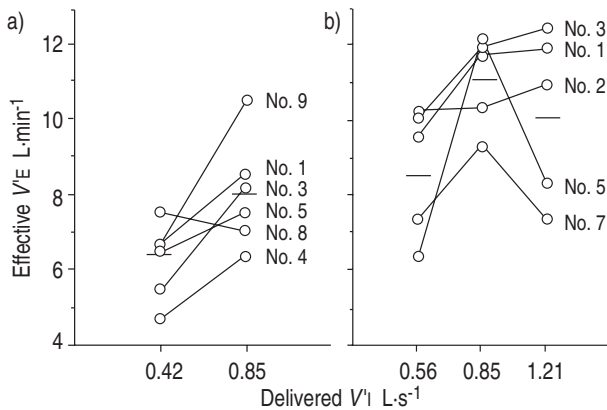 a)
b)
Effective V'E L·min-1
12
10
8
6
4
No. 9
No. 1
No. 3
No. 5
No. 8
No. 4
No. 3
No. 1
No. 2
No. 5
No. 7
0.42 0.85
0.56 0.85 1.21
Delivered V'I L·s-1